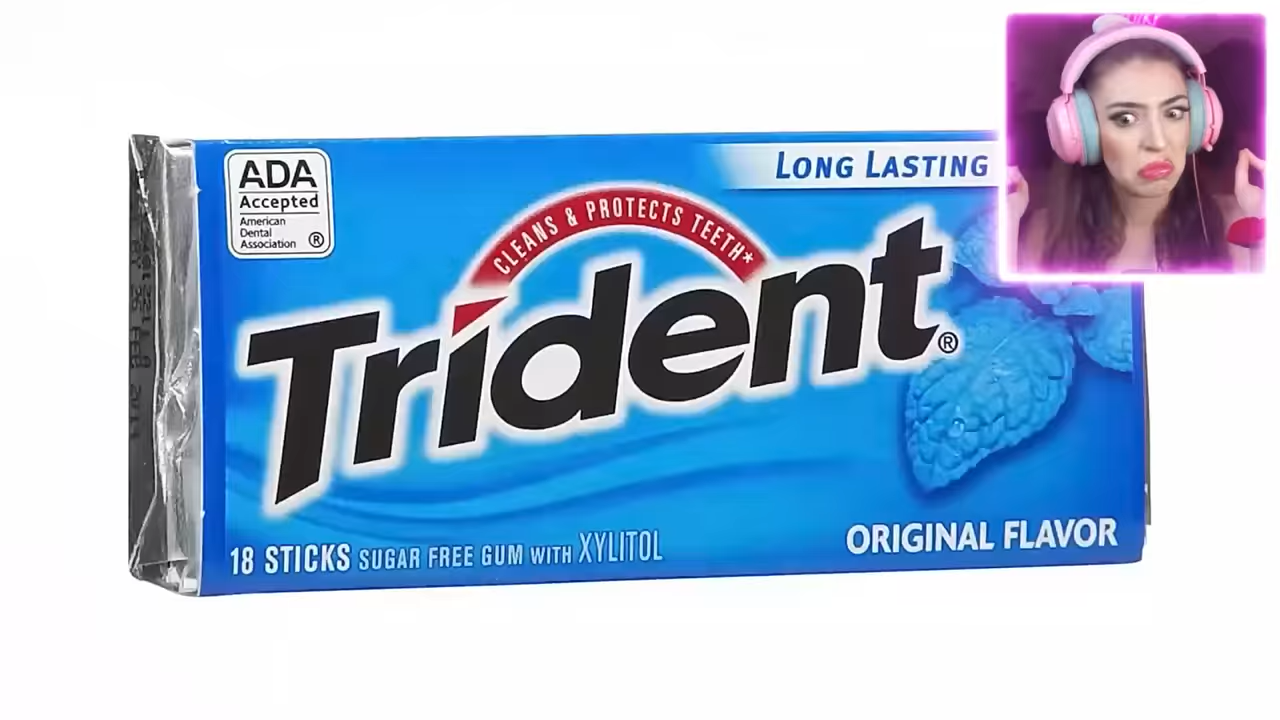 ADA
Accepted
American
Dental
Association ®
LONG LASTING
CLEANS & PROTECTS TEETH*
Trident®
18 STICKS SUGAR FREE GUM WITH XYLITOL
ORIGINAL FLAVOR